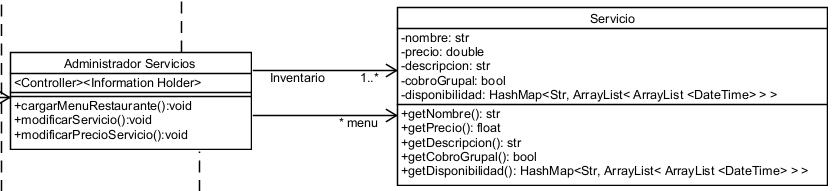 Servicio
-nombre: str
-precio: double
-descripcion: str
-cobroGrupal: bool
-disponibilidad: HashMap<Str, ArrayList< ArrayList <DateTime> > >
+getNombre(): str
+getPrecio(): float
+getDescripcion(): str
+getCobroGrupal(): bool
+getDisponibilidad(): HashMap<Str, ArrayList< ArrayList <DateTime> > >
Administrador Servicios
<Controller><Information Holder>
+cargarMenuRestaurante():void
+modificarServicio():void
+modificarPrecioServicio():void
Inventario 1..*
* menu